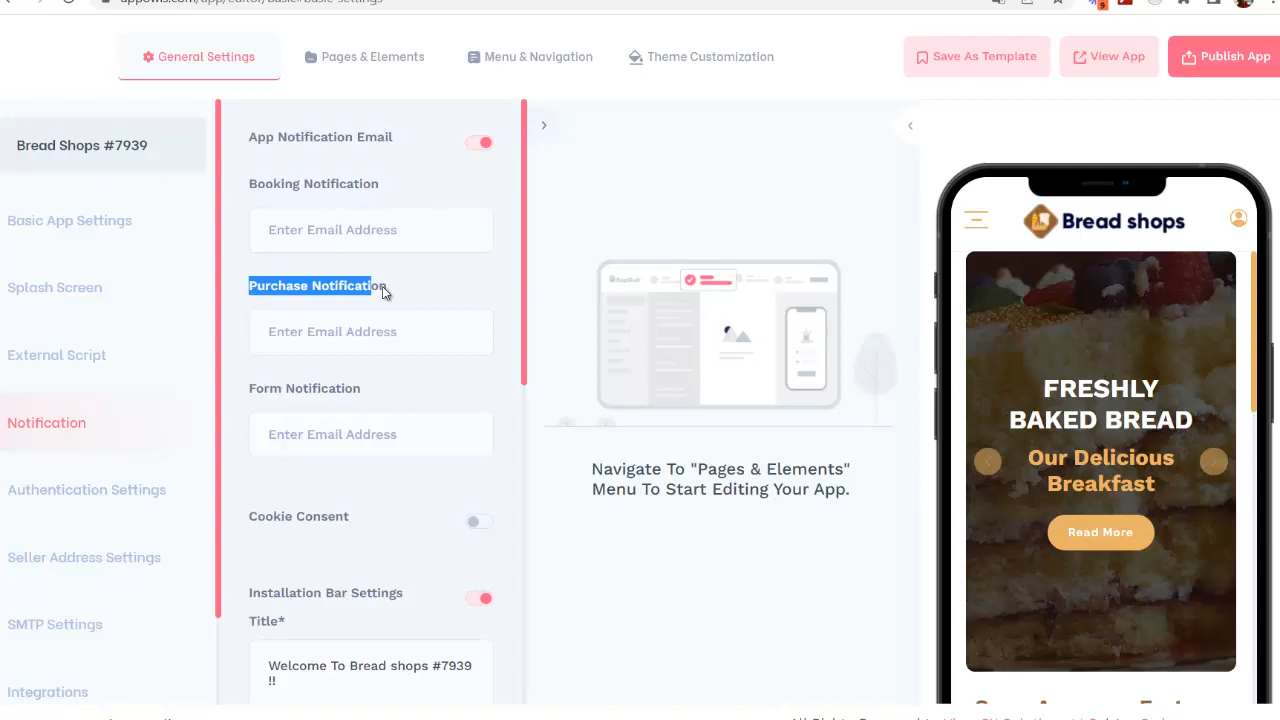 General Settings
Pages & Elements
Menu & Navigation
Theme Customization
Save As Template
View App
Publish App
Bread Shops #7939
Basic App Settings
Splash Screen
External Script
Notification
Authentication Settings
Seller Address Settings
SMTP Settings
Integrations
App Notification Email
Booking Notification
Enter Email Address
Purchase Notification
Enter Email Address
Form Notification
Enter Email Address
Cookie Consent
Installation Bar Settings
Title*
Welcome To Bread shops #7939
!!
Navigate To "Pages & Elements"
Menu To Start Editing Your App.
Bread shops
FRESHLY
BAKED BREAD
Our Delicious
Breakfast
Read More
9